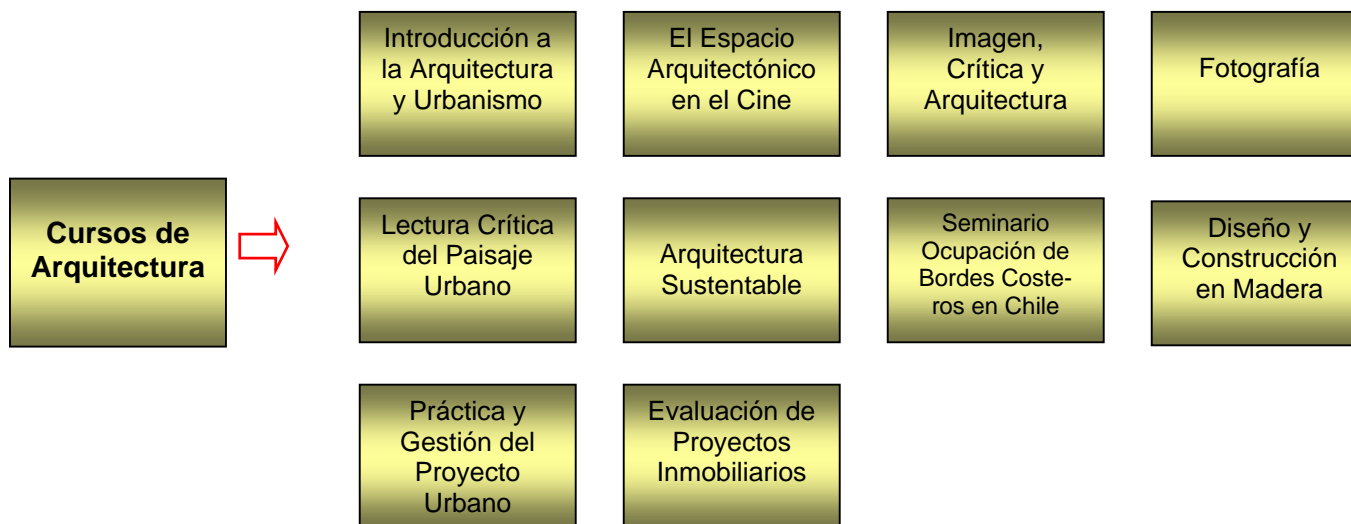 Introducción a
la Arquitectura
y Urbanismo
El Espacio
Arquitectónico
en el Cine
Imagen,
Crítica y
Arquitectura
Fotografía
Cursos de
Arquitectura
Lectura Crítica
del Paisaje
Urbano
Arquitectura
Sustentable
Seminario
Ocupación de
Bordes Coste-
ros en Chile
Diseño y
Construcción
en Madera
Práctica y
Gestión del
Proyecto
Urbano
Evaluación de
Proyectos
Inmobiliarios